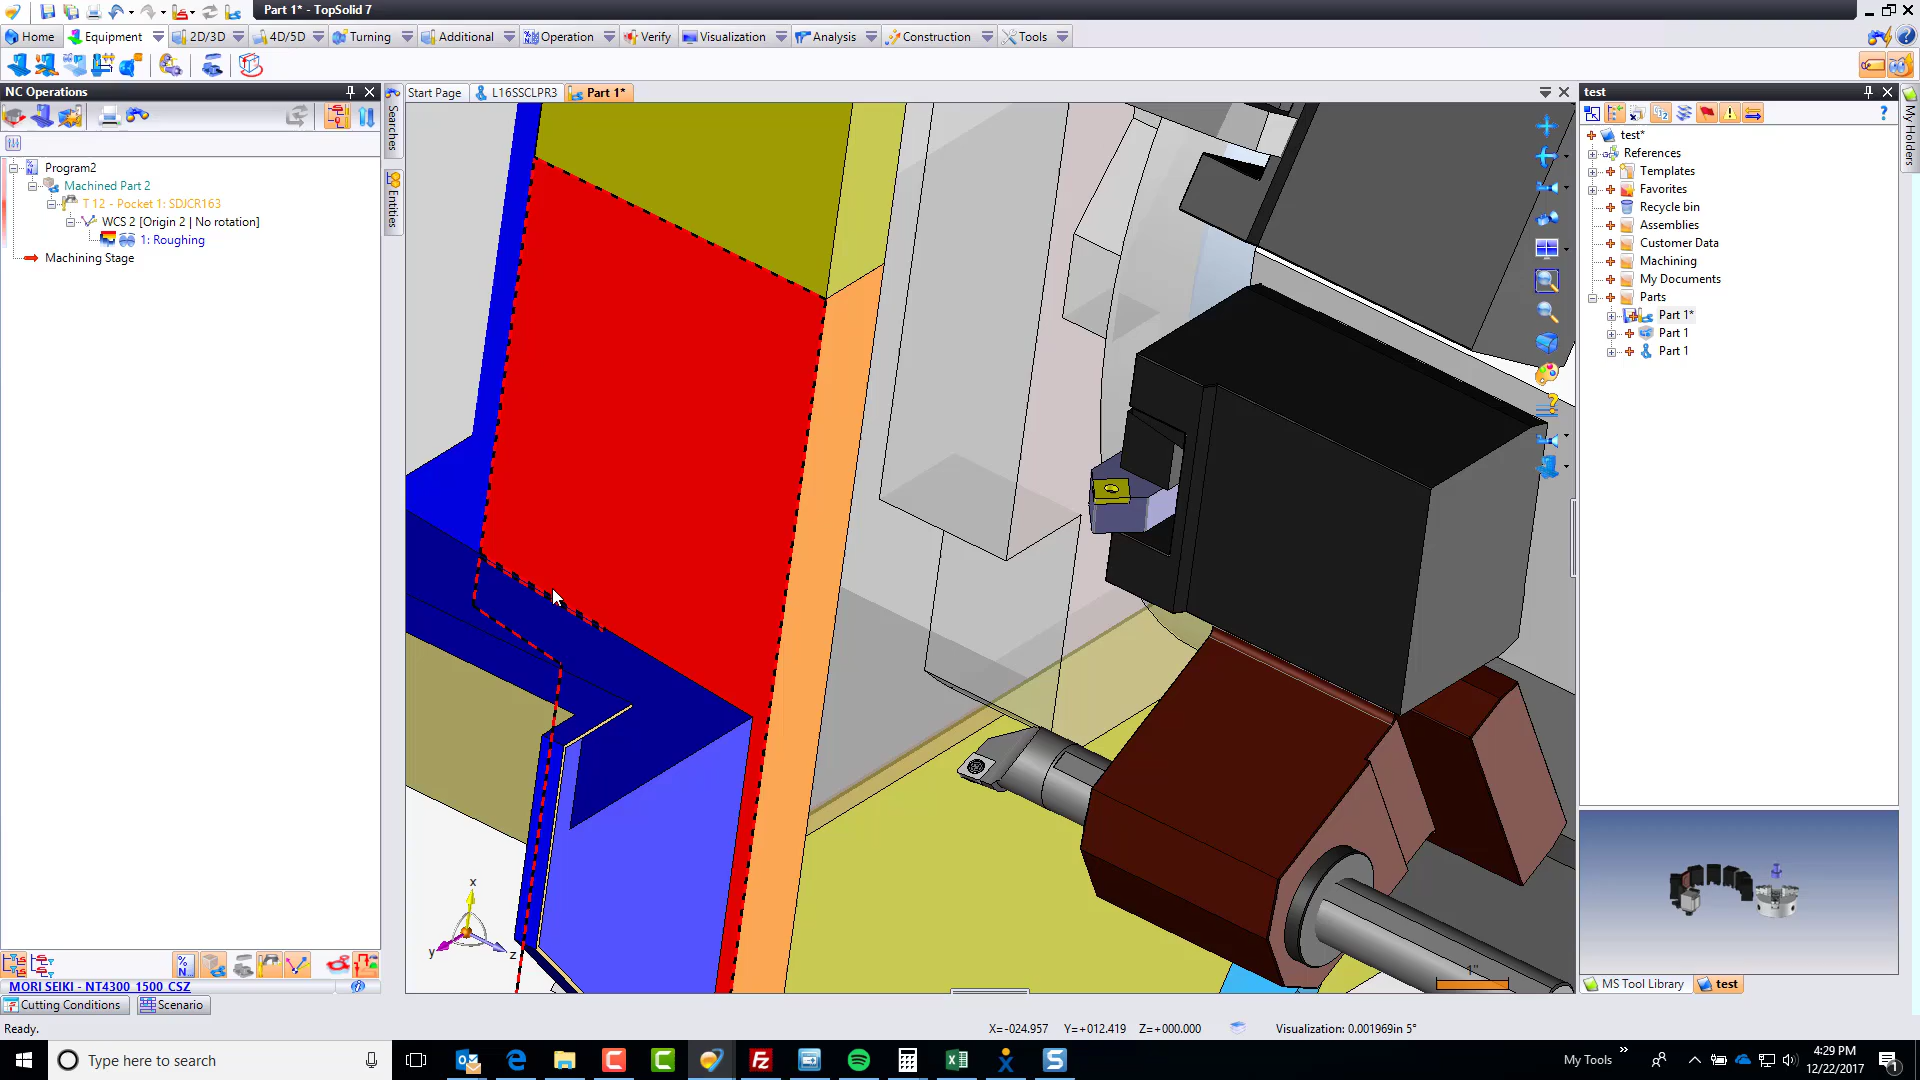 Part 1* - TopSolid 7
Home Equipment 2D/3D 4D/5D Turning Additional Operation Verify Visualization Analysis Construction Tools
NC Operations
Start Page L16SSCLPR3 Part 1*
test
Searches
Entities
My Holders
Program2
Machined Part 2
T 12 - Pocket 1: SDJCR163
WCS 2 [Origin 2 | No rotation]
1: Roughing
Machining Stage
test*
References
Templates
Favorites
Recycle bin
Assemblies
Customer Data
Machining
My Documents
Parts
Part 1*
Part 1
Part 1
x
y
z
1"
MORI SEIKI - NT4300_1500_CSZ
Cutting Conditions Scenario
MS Tool Library test
Ready.
X=-024.957 Y=+012.419 Z=+000.000 Visualization: 0.001969in 5°
Type here to search
My Tools
4:29 PM
12/22/2017